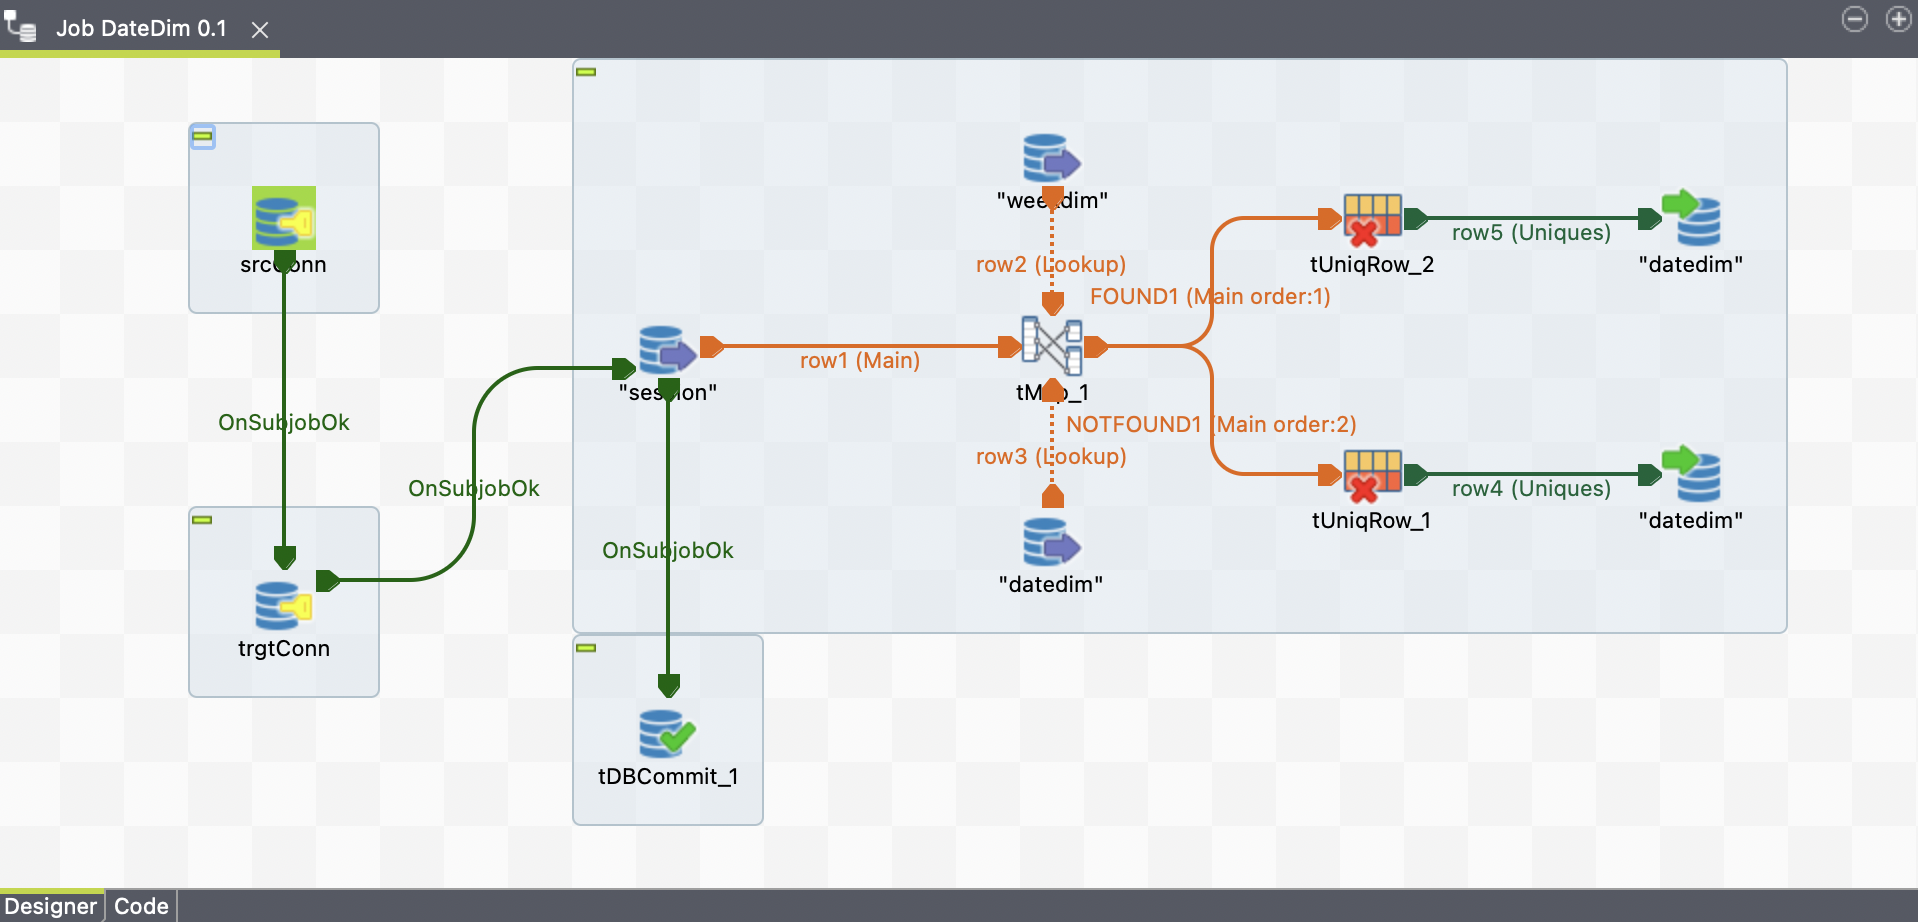 Job DateDim 0.1
"weekdim"
srcConn
row2 (Lookup)
tUniqRow_2
row5 (Uniques)
"datedim"
FOUND1 (Main order:1)
row1 (Main)
"session"
tMap_1
OnSubjobOk
NOTFOUND1 (Main order:2)
row3 (Lookup)
OnSubjobOk
row4 (Uniques)
tUniqRow_1
"datedim"
OnSubjobOk
"datedim"
trgtConn
tDBCommit_1
Designer
Code